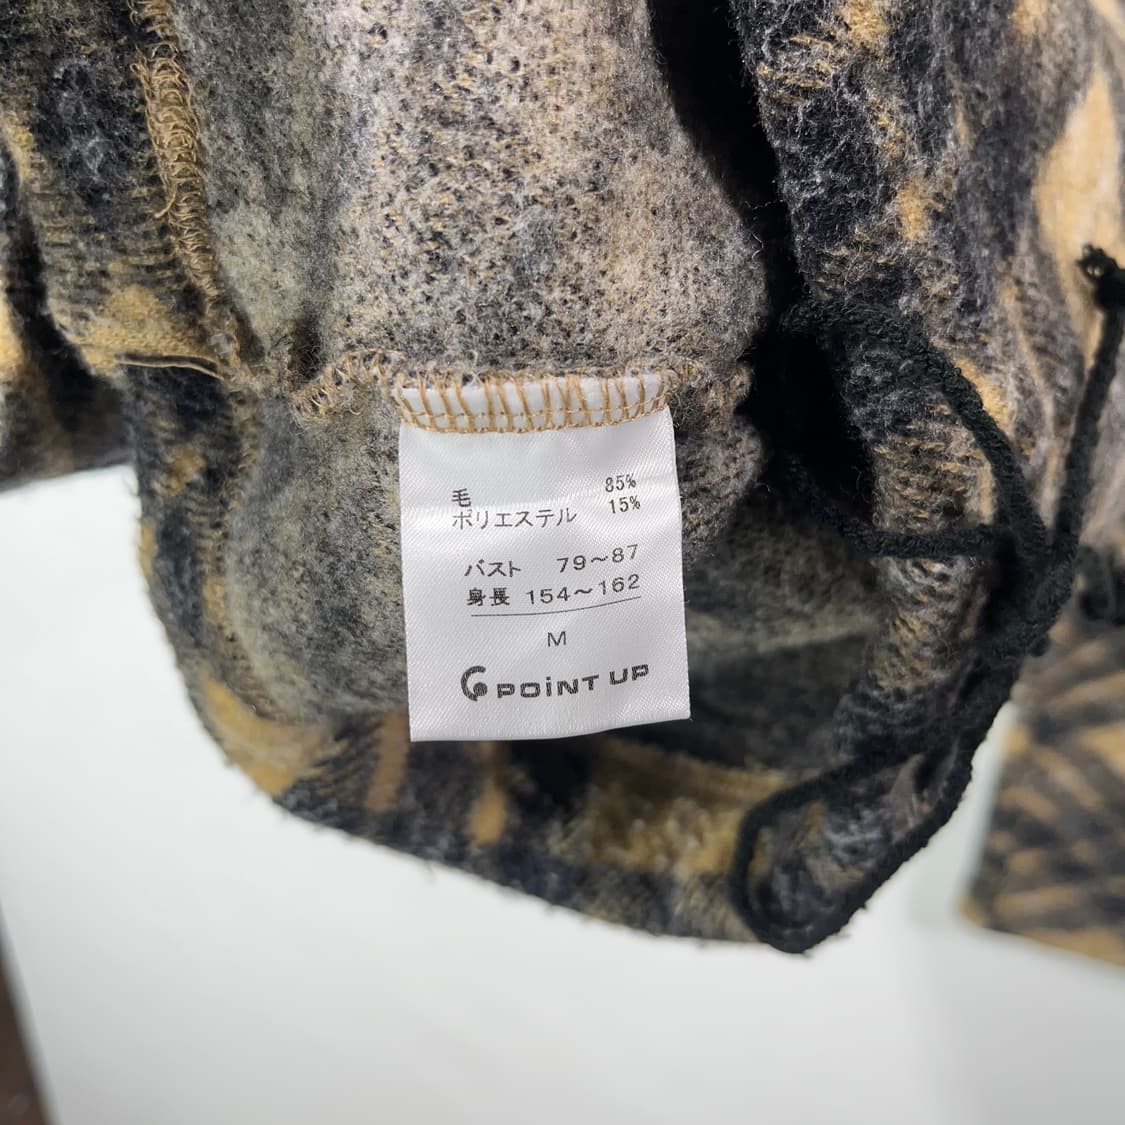 毛 85%
ポリエステル 15%
バスト 79〜87
身長 154〜162
M
POiNT UP